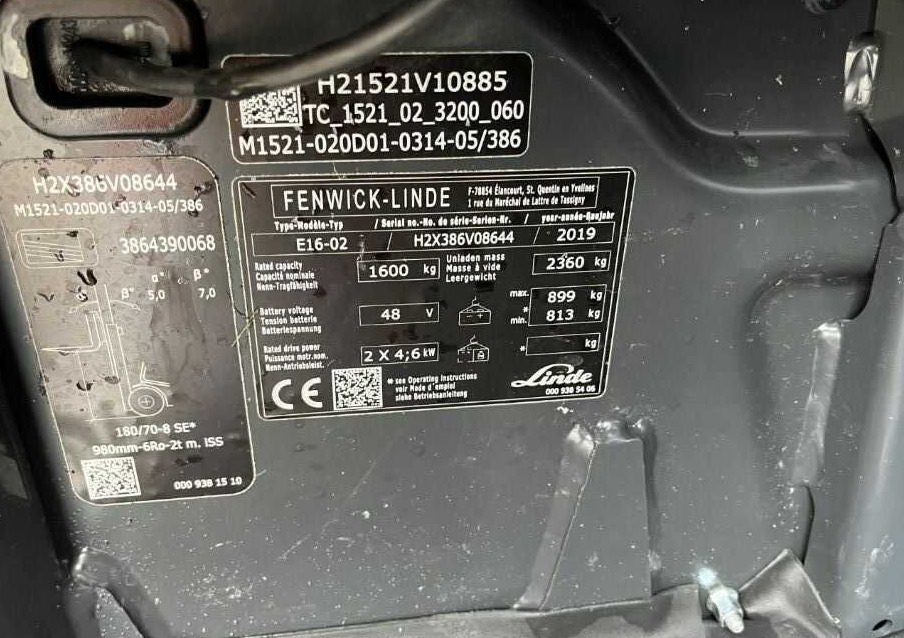 H21521V10885
TC_1521_02_3200_060
M1521-020D01-0314-05/386
H2X386V08644
M1521-020D01-0314-05/386
3864390068
α° β°
β° 5,0 7,0
180/70-8 SE*
980mm-6Ro-2t m. ISS
000 938 15 10
FENWICK-LINDE
F-78854 Élancourt, St. Quentin en Yvelines
1 rue du Maréchal de Lattre de Tassigny
Type-Modèle-Typ / Serial no.-No. de série-Serien-Nr. / year-année-Baujahr
E16-02 / H2X386V08644 / 2019
Rated capacity
Capacité nominale
Nenn-Tragfähigkeit
1600 kg
Unladen mass
Masse à vide
Leergewicht
2360 kg
Battery voltage
Tension batterie
Batteriespannung
48 V
max. 899 kg
* min. 813 kg
Rated drive power
Puissance motr.nom.
Nenn-Antriebsleist.
2 X 4;6 kW
* kg
CE
* see Operating instructions
voir Mode d'emploi
siehe Betriebsanleitung
Linde
000 938 54 06